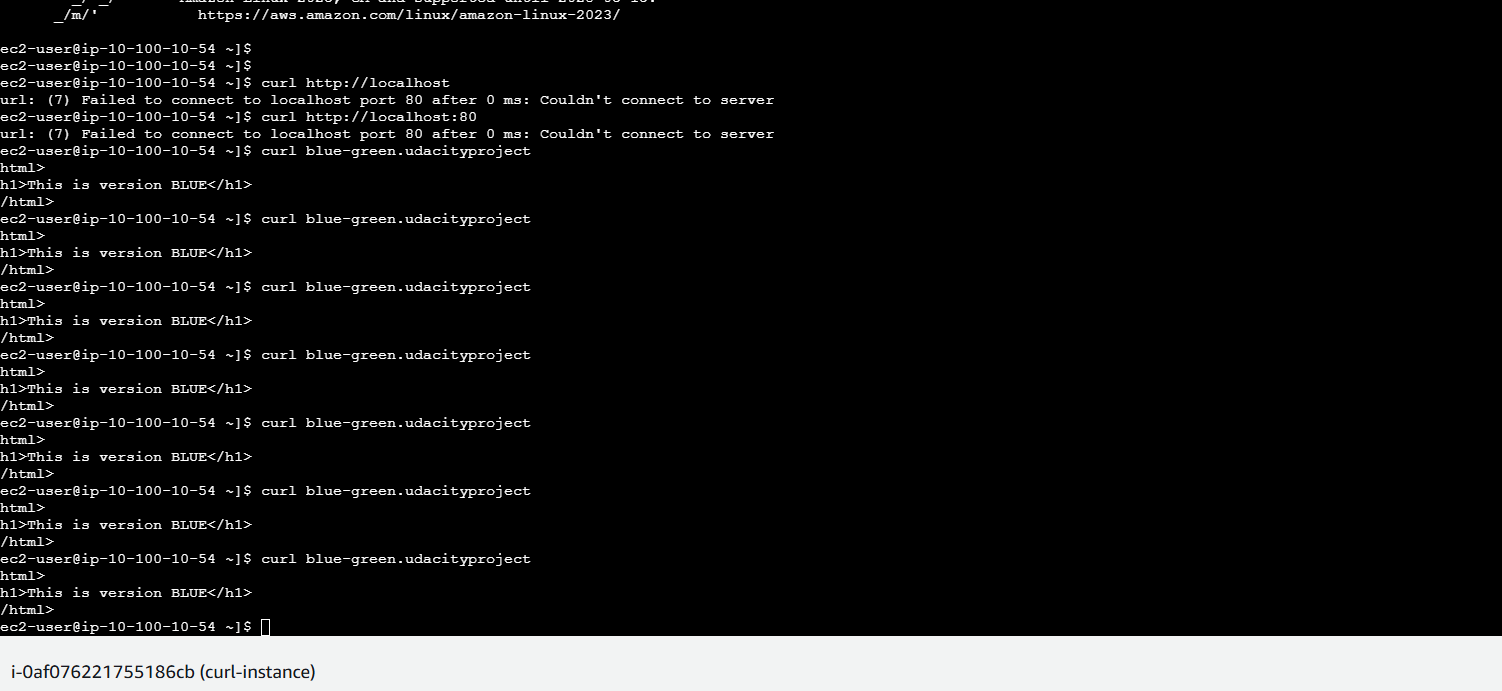 _/m/' https://aws.amazon.com/linux/amazon-linux-2023/
ec2-user@ip-10-100-10-54 ~]$
ec2-user@ip-10-100-10-54 ~]$
ec2-user@ip-10-100-10-54 ~]$ curl http://localhost
url: (7) Failed to connect to localhost port 80 after 0 ms: Couldn't connect to server
ec2-user@ip-10-100-10-54 ~]$ curl http://localhost:80
url: (7) Failed to connect to localhost port 80 after 0 ms: Couldn't connect to server
ec2-user@ip-10-100-10-54 ~]$ curl blue-green.udacityproject
html>
h1>This is version BLUE</h1>
/html>
ec2-user@ip-10-100-10-54 ~]$ curl blue-green.udacityproject
html>
h1>This is version BLUE</h1>
/html>
ec2-user@ip-10-100-10-54 ~]$ curl blue-green.udacityproject
html>
h1>This is version BLUE</h1>
/html>
ec2-user@ip-10-100-10-54 ~]$ curl blue-green.udacityproject
html>
h1>This is version BLUE</h1>
/html>
ec2-user@ip-10-100-10-54 ~]$ curl blue-green.udacityproject
html>
h1>This is version BLUE</h1>
/html>
ec2-user@ip-10-100-10-54 ~]$ curl blue-green.udacityproject
html>
h1>This is version BLUE</h1>
/html>
ec2-user@ip-10-100-10-54 ~]$ curl blue-green.udacityproject
html>
h1>This is version BLUE</h1>
/html>
ec2-user@ip-10-100-10-54 ~]$
i-0af076221755186cb (curl-instance)